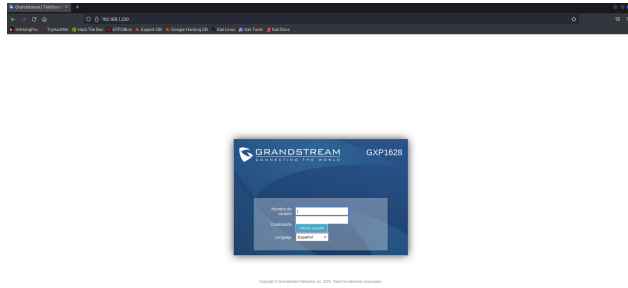 Grandstream | Teléfono
192.168.1.220
HackingPro TryHackMe Hack The Box GTFOBins Exploit-DB Google Hacking DB Kali Linux Kali Tools Kali Docs
GRANDSTREAM GXP1628
CONNECTING THE WORLD
Nombre de
usuario
Contraseña
Iniciar sesión
Lenguaje Español
Copyright © Grandstream Networks, Inc. 2025. Todos los derechos reservados.